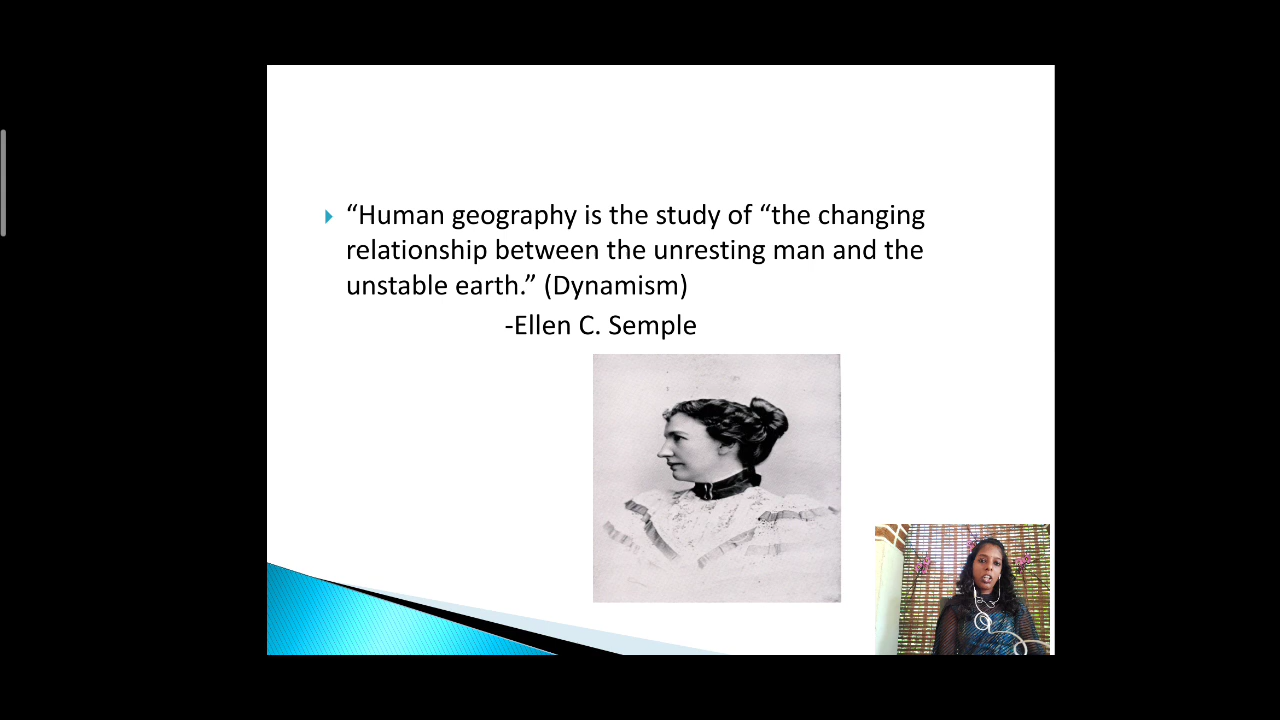 “Human geography is the study of “the changing
relationship between the unresting man and the
unstable earth.” (Dynamism)
-Ellen C. Semple